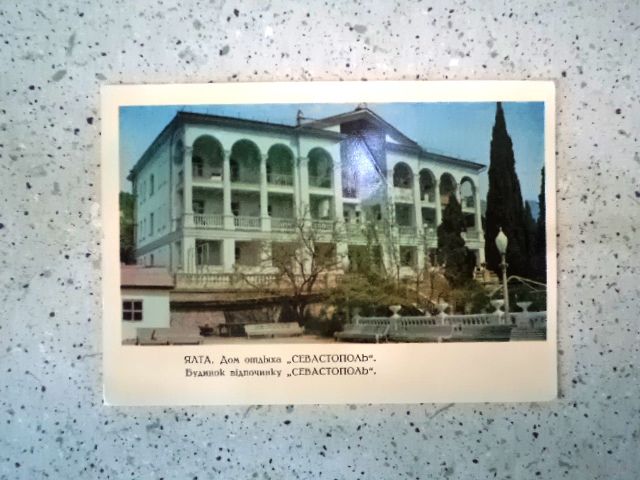 ЯЛТА. Дом отдыха „СЕВАСТОПОЛЬ“.
Будинок відпочинку „СЕВАСТОПОЛЬ“.